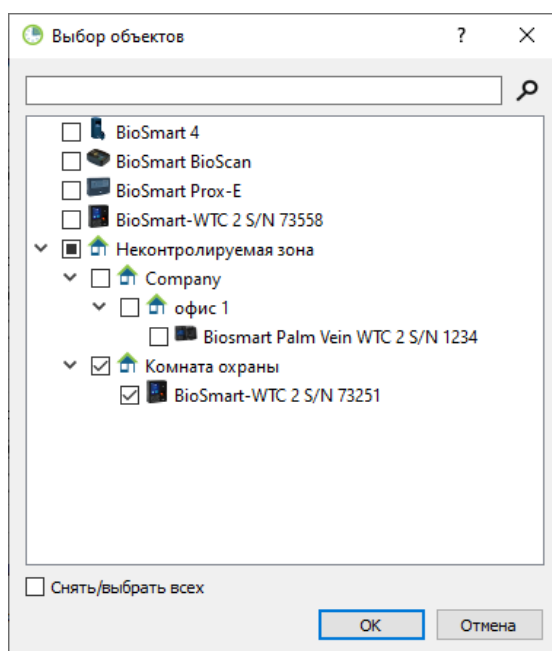 Выбор объектов
?
BioSmart 4
BioSmart BioScan
BioSmart Prox-E
BioSmart-WTC 2 S/N 73558
Неконтролируемая зона
Company
офис 1
Biosmart Palm Vein WTC 2 S/N 1234
Комната охраны
BioSmart-WTC 2 S/N 73251
Снять/выбрать всех
OK
Отмена